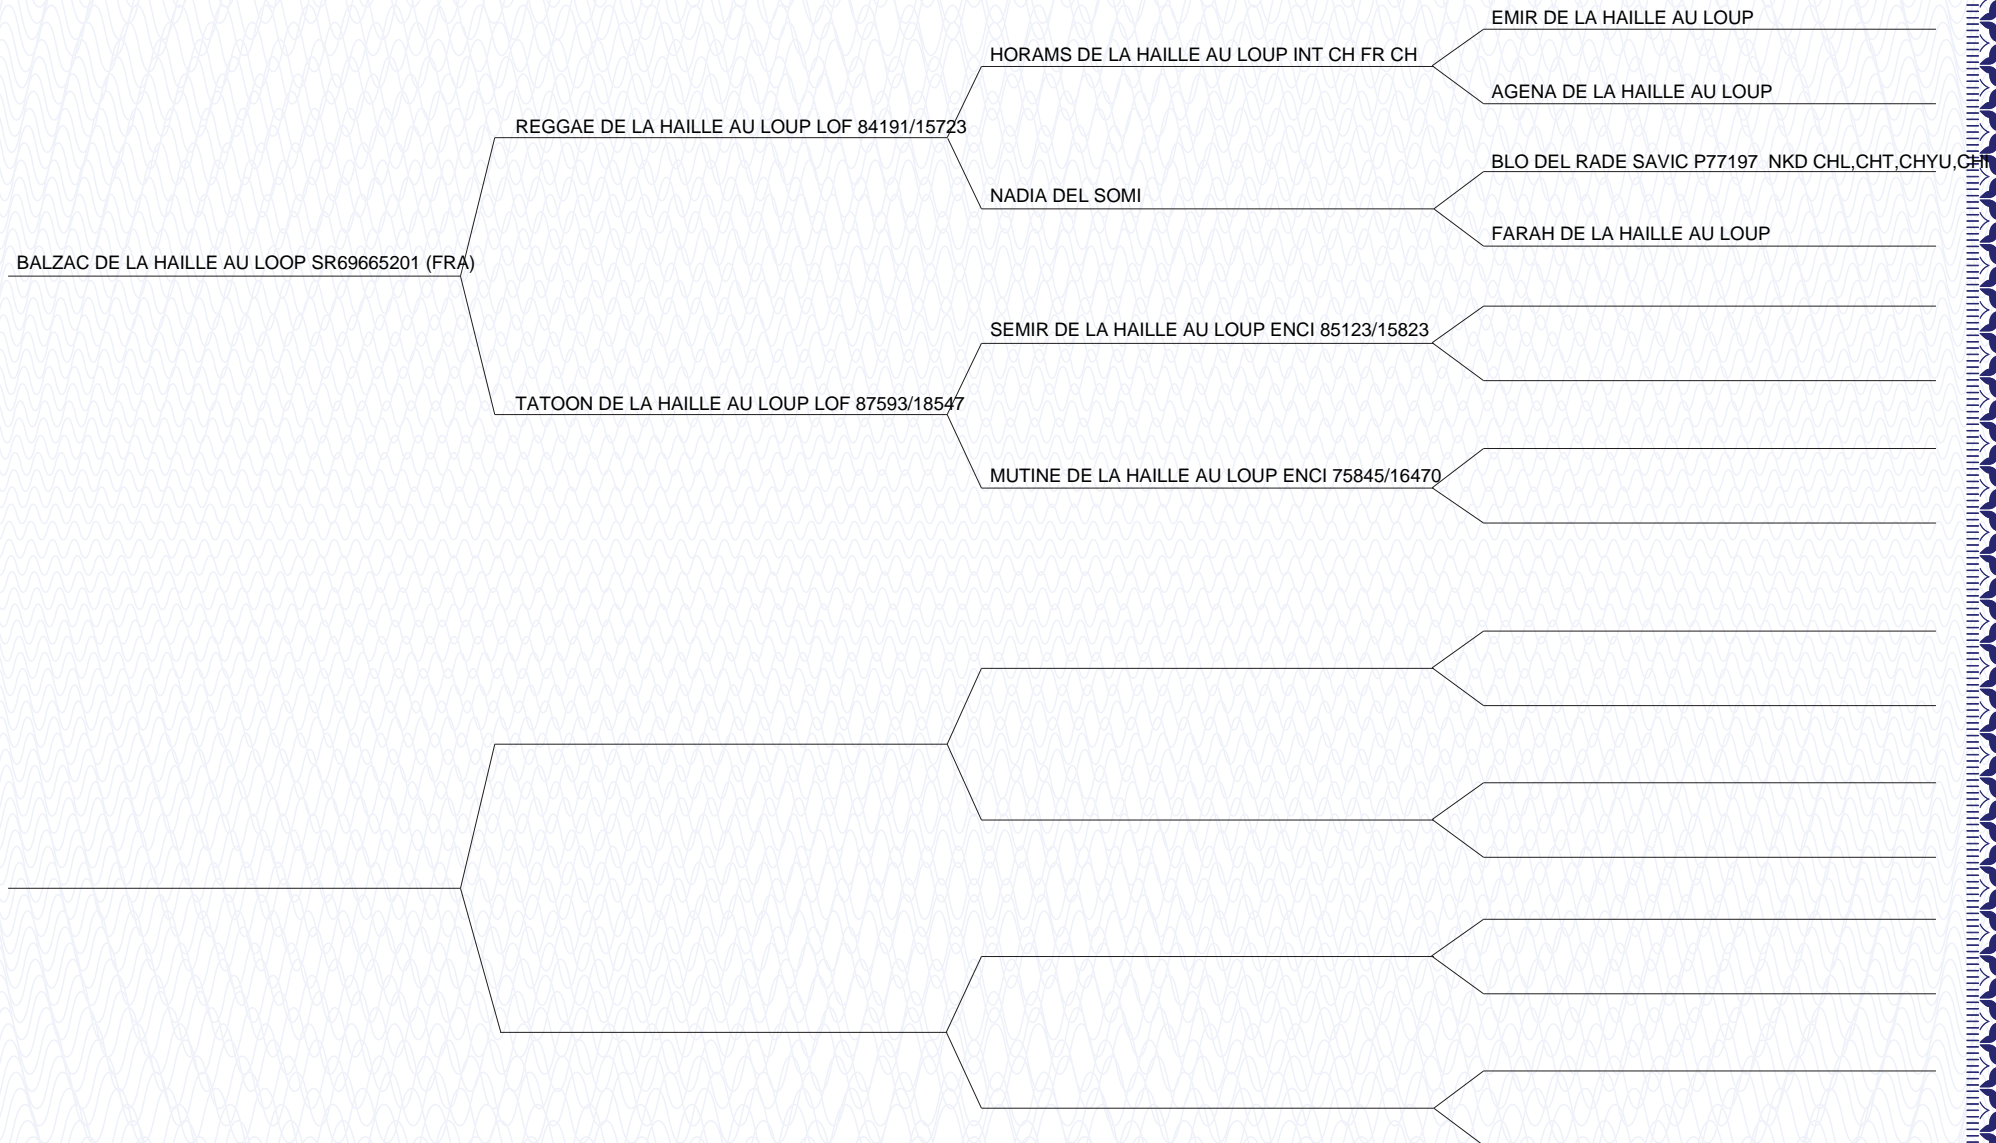 EMIR DE LA HAILLE AU LOUP
HORAMS DE LA HAILLE AU LOUP INT CH FR CH
AGENA DE LA HAILLE AU LOUP
REGGAE DE LA HAILLE AU LOUP LOF 84191/15723
BLO DEL RADE SAVIC P77197 NKD CHL,CHT,CHYU,
NADIA DEL SOMI
FARAH DE LA HAILLE AU LOUP
BALZAC DE LA HAILLE AU LOOP SR69665201 (FRA)
SEMIR DE LA HAILLE AU LOUP ENCI 85123/15823
TATOON DE LA HAILLE AU LOUP LOF 87593/18547
MUTINE DE LA HAILLE AU LOUP ENCI 75845/16470